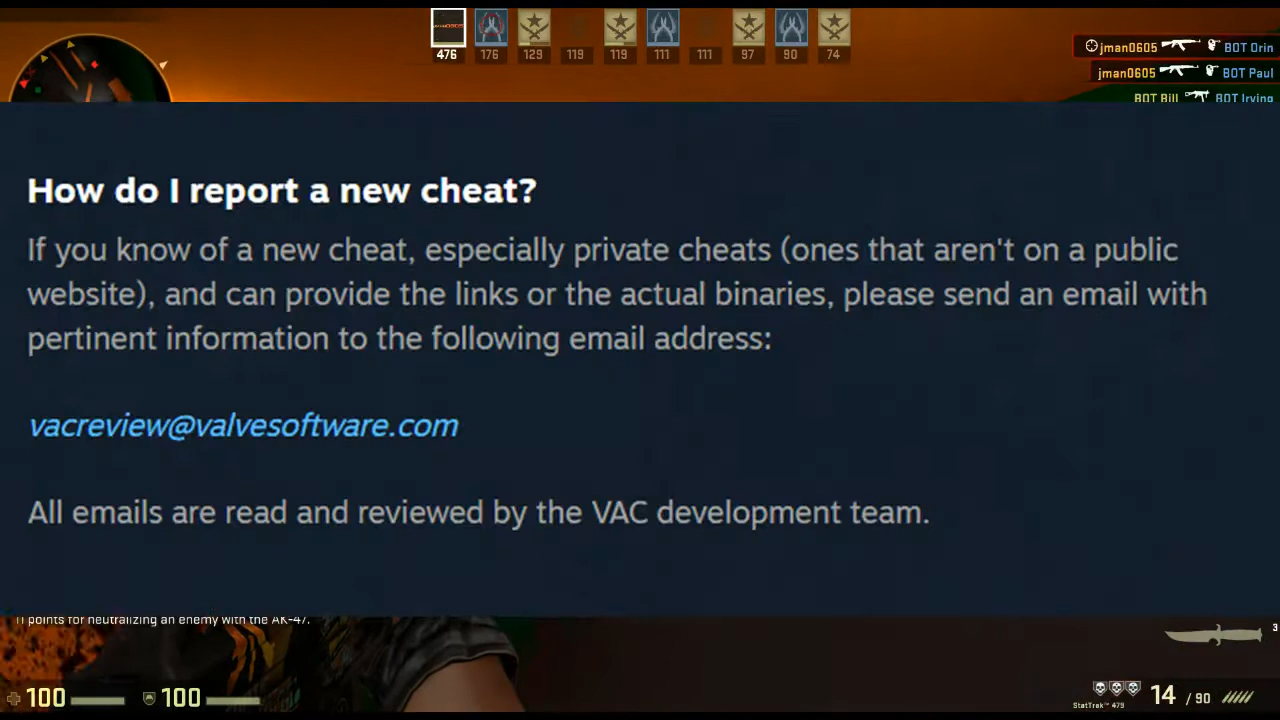 476 176 129 119 119 111 111 97 90 74
jman0605 BOT Orin
jman0605 BOT Paul
BOT Bill BOT Irving
How do I report a new cheat?
If you know of a new cheat, especially private cheats (ones that aren't on a public
website), and can provide the links or the actual binaries, please send an email with
pertinent information to the following email address:
vacreview@valvesoftware.com
All emails are read and reviewed by the VAC development team.
11 points for neutralizing an enemy with the AK-47.
3
100 100
StatTrak™ 479 14 / 90